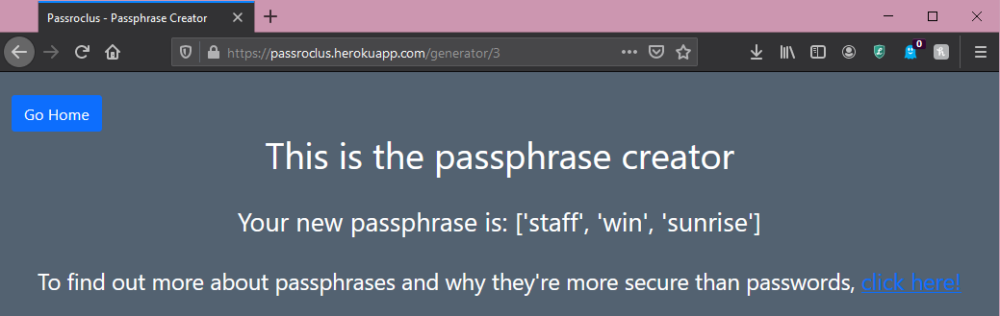 Passroclus - Passphrase Creator
https://passroclus.herokuapp.com/generator/3
0
Go Home
This is the passphrase creator
Your new passphrase is: ['staff', 'win', 'sunrise']
To find out more about passphrases and why they're more secure than passwords, click here!